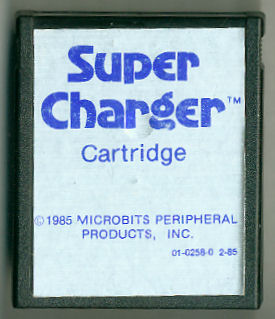 Super
Charger™
Cartridge
© 1985 MICROBITS PERIPHERAL
PRODUCTS, INC.
01-0258-0 2-85